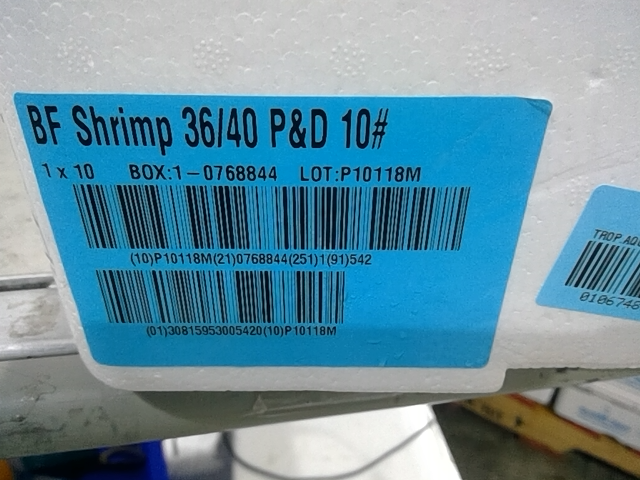 BF Shrimp 36/40 P&D 10#
1 x 10 BOX:1-0768844 LOT:P10118M
(10)P10118M(21)0768844(251)1(91)542
(01)30815953005420(10)P10118M
TROP